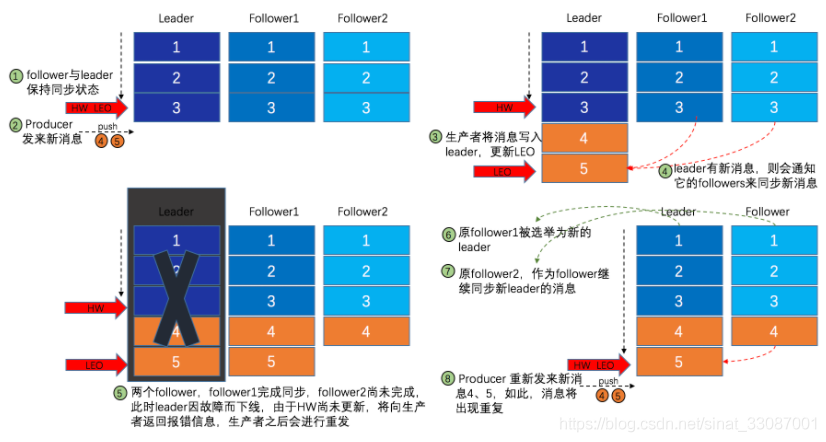 Leader Follower1 Follower2
1 1 1
① follower与leader
保持同步状态
2 2 2
HW LEO
3 3 3
② Producer
发来新消息
push
④ ⑤
Leader Follower1 Follower2
1 1 1
2 2 2
HW
3 3 3
③ 生产者将消息写入
leader，更新LEO
4
LEO
5
④ leader有新消息，则会通知
它的followers来同步新消息
Leader Follower1 Follower2
1 1 1
2 2 2
HW
3 3 3
4 4 4
LEO
5 5
⑤ 两个follower，follower1完成同步，follower2尚未完成，
此时leader因故障而下线，由于HW尚未更新，将向生产
者返回报错信息，生产者之后会进行重发
Leader Follower
⑥ 原follower1被选举为新的
leader
1 1
⑦ 原follower2，作为follower继
续同步新leader的消息
2 2
3 3
4 4
HW LEO
5
⑧ Producer 重新发来新消
息4、5，如此，消息将
出现重复
push
④ ⑤
https://blog.csdn.net/sinat_33087001